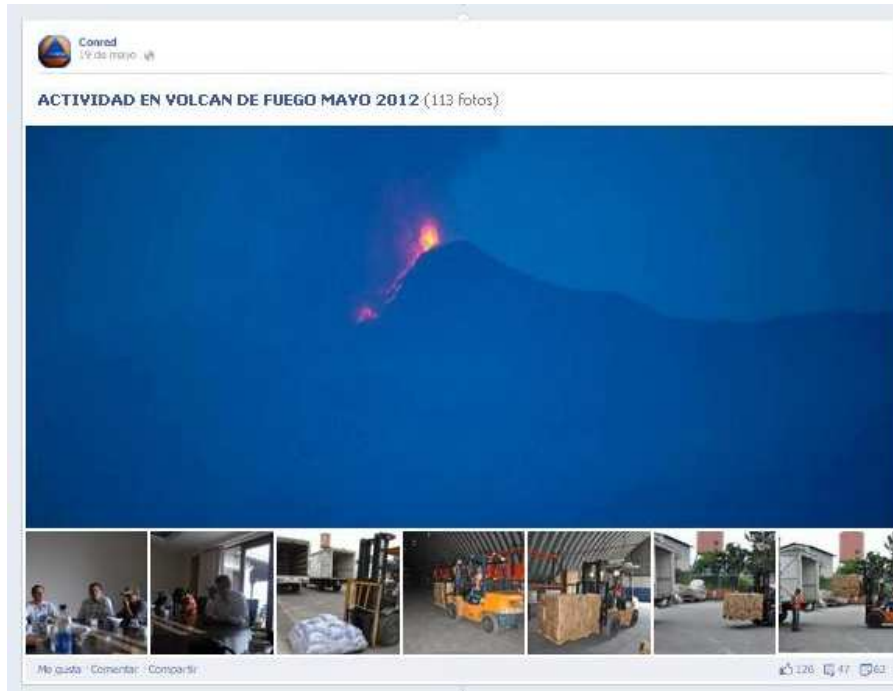 Conred
19 de mayo
ACTIVIDAD EN VOLCAN DE FUEGO MAYO 2012 (113 fotos)
Me gusta · Comentar · Compartir
126 47 62